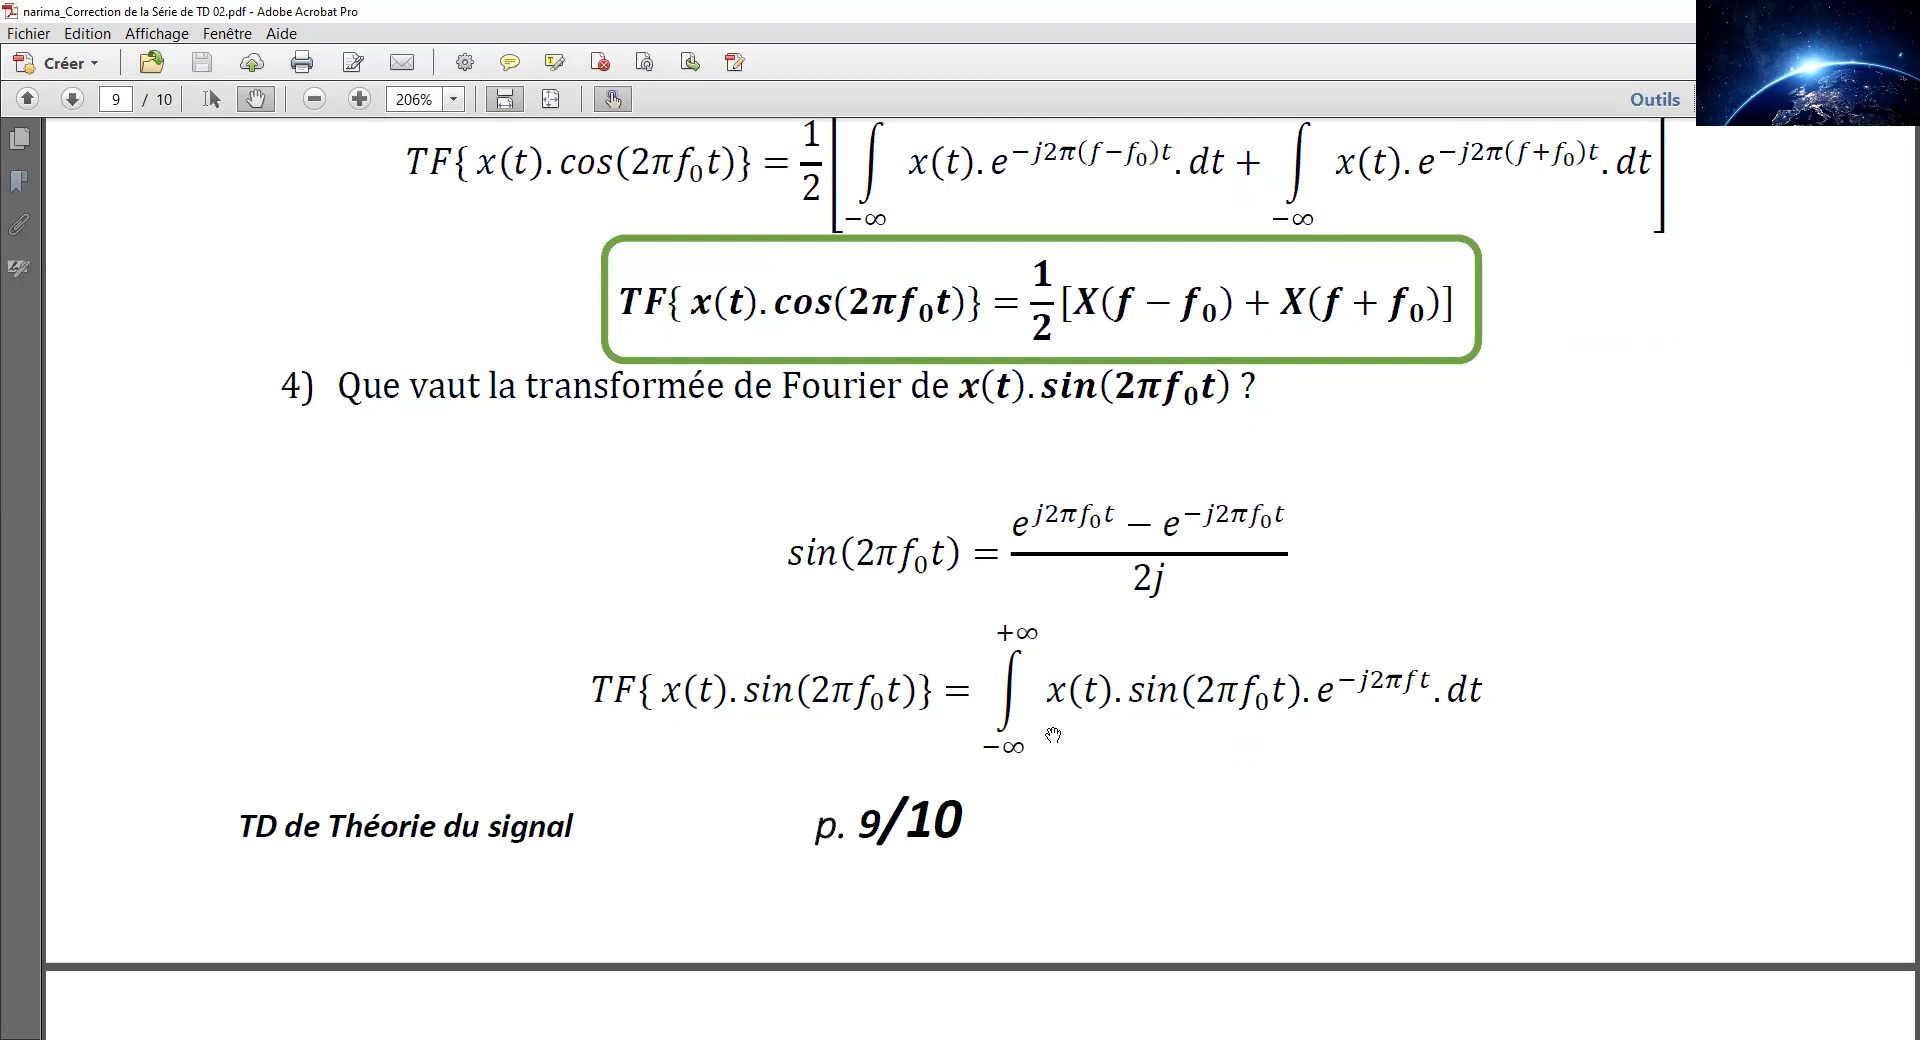 narima_Correction de la Série de TD 02.pdf - Adobe Acrobat Pro
Fichier Edition Affichage Fenêtre Aide
Créer
9 / 10 206% Outils
TF{ x(t). cos(2πf₀t)} = 1/2 [ ∫_{−∞} x(t). e^{−j2π(f−f₀)t}. dt + ∫_{−∞} x(t). e^{−j2π(f+f₀)t}. dt ]
TF{ x(t). cos(2πf₀t)} = 1/2 [X(f − f₀) + X(f + f₀)]
4) Que vaut la transformée de Fourier de x(t). sin(2πf₀t) ?
sin(2πf₀t) = (e^{j2πf₀t} − e^{−j2πf₀t}) / 2j
TF{ x(t). sin(2πf₀t)} = ∫_{−∞}^{+∞} x(t). sin(2πf₀t). e^{−j2πft}. dt
TD de Théorie du signal p. 9/10